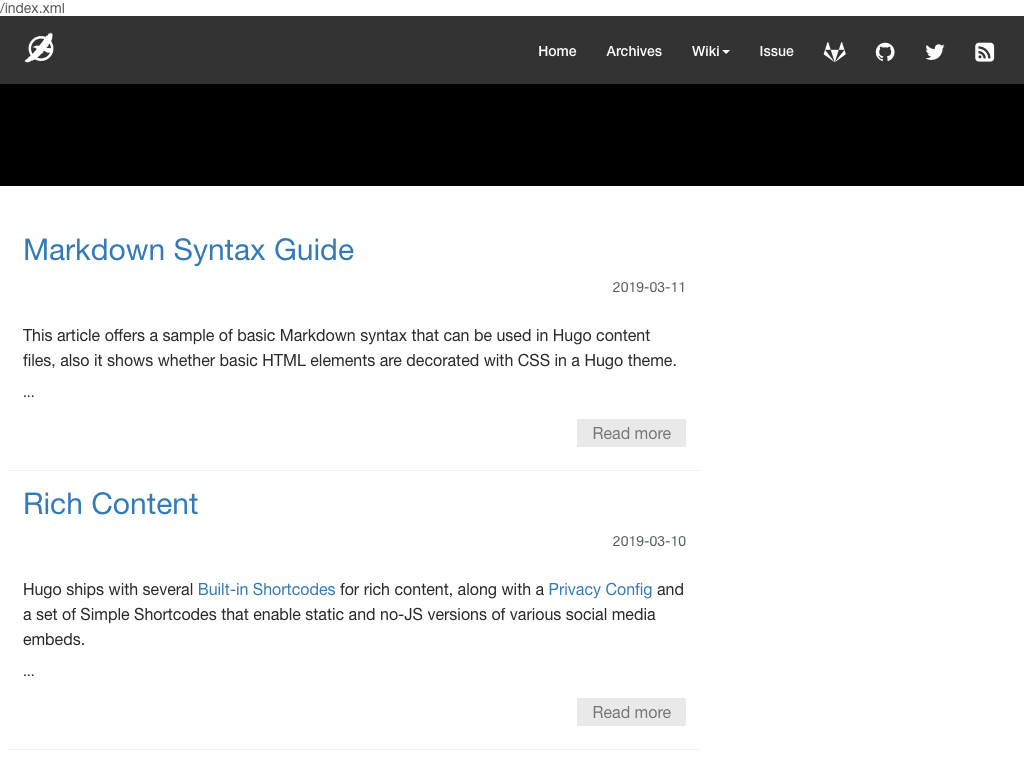 /index.xml
Home Archives Wiki Issue
Markdown Syntax Guide
2019-03-11
This article offers a sample of basic Markdown syntax that can be used in Hugo content
files, also it shows whether basic HTML elements are decorated with CSS in a Hugo theme.
...
Read more
Rich Content
2019-03-10
Hugo ships with several Built-in Shortcodes for rich content, along with a Privacy Config and
a set of Simple Shortcodes that enable static and no-JS versions of various social media
embeds.
...
Read more